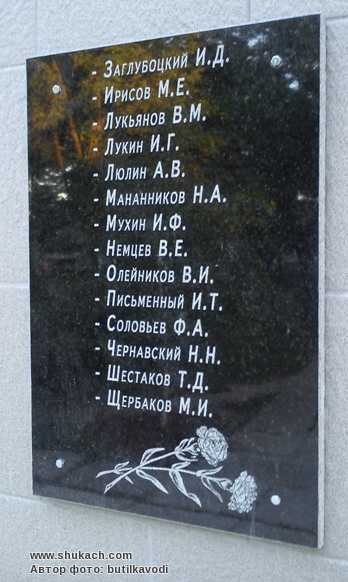 - Заглубоцкий И.Д.
- Ирисов М.Е.
- Лукьянов В.М.
- Лукин И.Г.
- Люлин А.В.
- Мананников Н.А.
- Мухин И.Ф.
- Немцев В.Е.
- Олейников В.И.
- Письменный И.Т.
- Соловьев Ф.А.
- Чернавский Н.Н.
- Шестаков Т.Д.
- Щербаков М.И.
www.shukach.com
Автор фото: butilkavodi